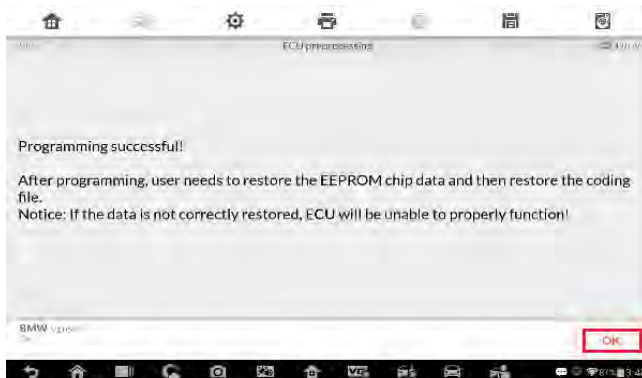 ECU preprocessing
Programming successful!
After programming, user needs to restore the EEPROM chip data and then restore the coding
file.
Notice: If the data is not correctly restored, ECU will be unable to properly function!
BMW
OK